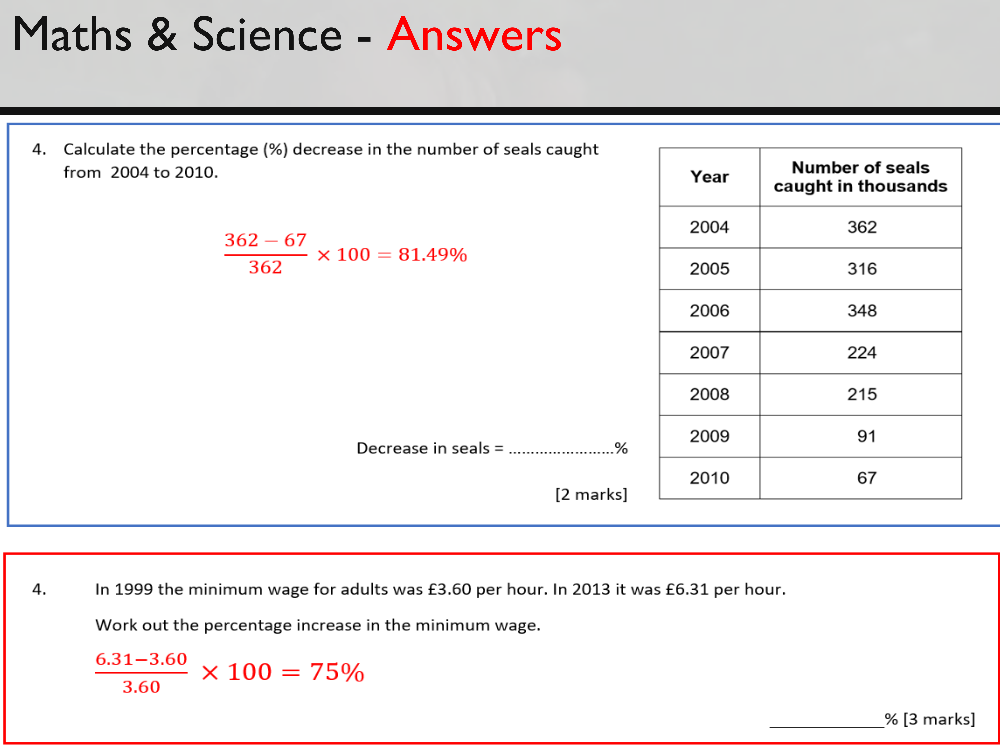 Maths & Science - Answers
4. Calculate the percentage (%) decrease in the number of seals caught
from 2004 to 2010.
362 − 67
362
× 100 = 81.49%
Decrease in seals = ........................%
[2 marks]
Year Number of seals caught in thousands
2004 362
2005 316
2006 348
2007 224
2008 215
2009 91
2010 67
4. In 1999 the minimum wage for adults was £3.60 per hour. In 2013 it was £6.31 per hour.
Work out the percentage increase in the minimum wage.
6.31−3.60
3.60
× 100 = 75%
____________% [3 marks]